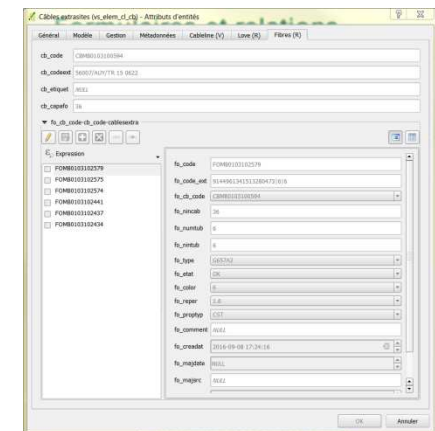 Câbles extrasites (vs_elem_cl_cb) - Attributs d'entités
Général Modèle Gestion Métadonnées Cableline (V) Love (R) Fibres (R)
cb_code CBMB0103100594
cb_codeext
cb_etiquet NULL
cb_capafo 36
fo_cb_code-cb_code-cablesextra
Expression
FOMB0103102579
FOMB0103102575
FOMB0103102574
FOMB0103102441
FOMB0103102437
FOMB0103102434
fo_code FOMB0103102579
fo_code_ext
fo_cb_code CBMB0103100594
fo_nincab 36
fo_numtub 6
fo_nintub 6
fo_type G657A2
fo_etat OK
fo_color 6
fo_reper
fo_proptyp CST
fo_comment NULL
fo_creadat 2016-09-08 17:24:16
fo_majdate NULL
fo_majsrc NULL
OK Annuler